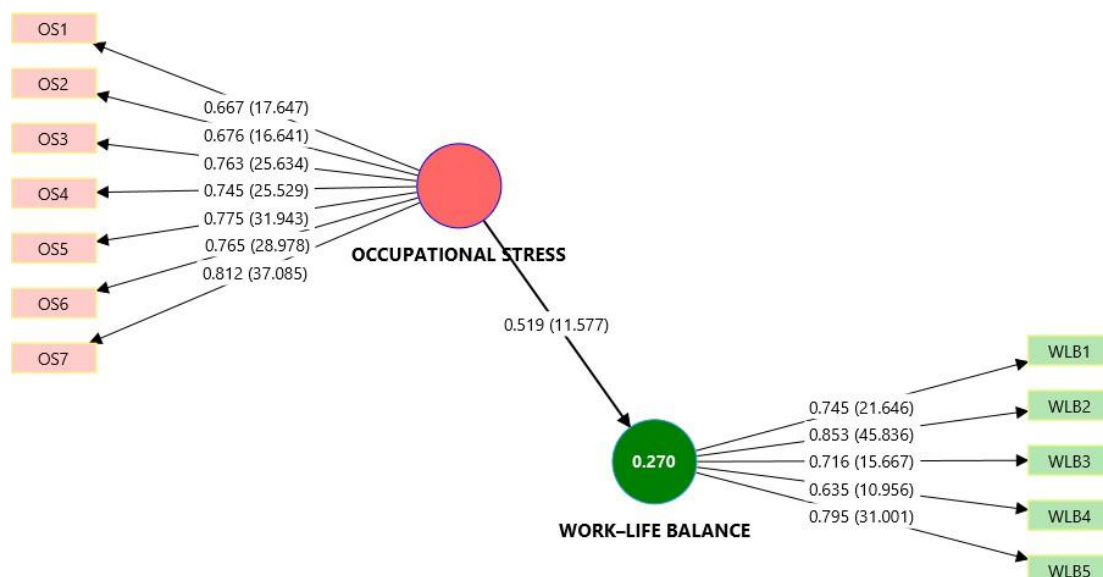 OS1
OS2
OS3
OS4
OS5
OS6
OS7
0.667 (17.647)
0.676 (16.641)
0.763 (25.634)
0.745 (25.529)
0.775 (31.943)
0.765 (28.978)
0.812 (37.085)
OCCUPATIONAL STRESS
0.519 (11.577)
0.270
WORK–LIFE BALANCE
0.745 (21.646)
0.853 (45.836)
0.716 (15.667)
0.635 (10.956)
0.795 (31.001)
WLB1
WLB2
WLB3
WLB4
WLB5